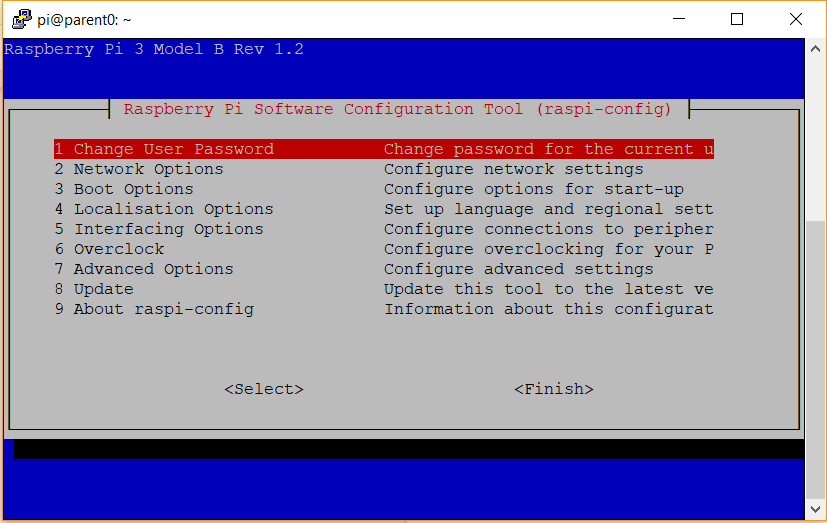 pi@parent0: ~
Raspberry Pi 3 Model B Rev 1.2
Raspberry Pi Software Configuration Tool (raspi-config)
1 Change User Password Change password for the current u
2 Network Options Configure network settings
3 Boot Options Configure options for start-up
4 Localisation Options Set up language and regional sett
5 Interfacing Options Configure connections to peripher
6 Overclock Configure overclocking for your P
7 Advanced Options Configure advanced settings
8 Update Update this tool to the latest ve
9 About raspi-config Information about this configurat
<Select> <Finish>